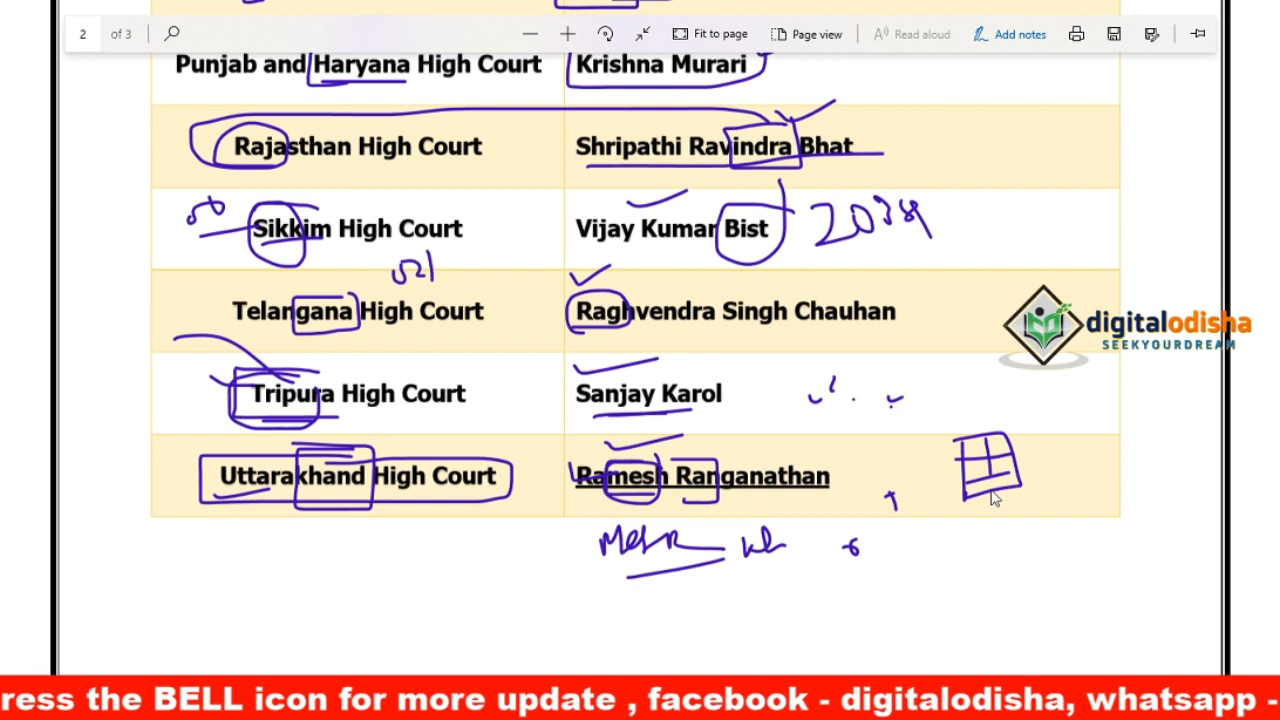 2 of 3 Fit to page Page view Read aloud Add notes
Punjab and Haryana High Court Krishna Murari
Rajasthan High Court Shripathi Ravindra Bhat
Sikkim High Court Vijay Kumar Bist
Telangana High Court Raghvendra Singh Chauhan
digitalodisha
SEEKYOURDREAM
Tripura High Court Sanjay Karol
Uttarakhand High Court Ramesh Ranganathan
ress the BELL icon for more update , facebook - digitalodisha, whatsapp -